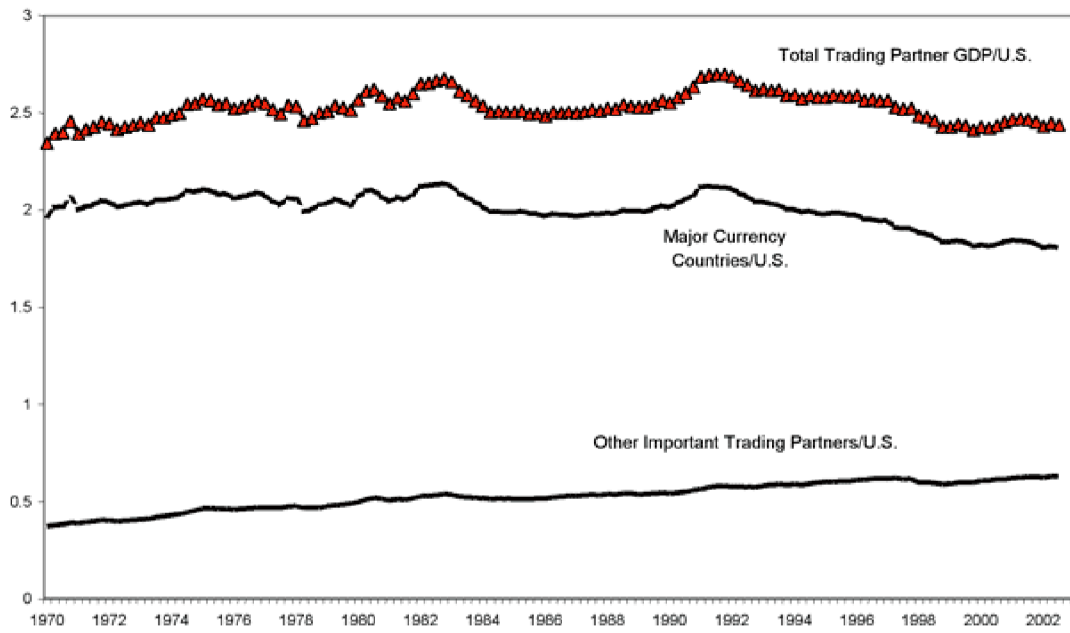 3
Total Trading Partner GDP/U.S.
2.5
2
Major Currency
Countries/U.S.
1.5
1
Other Important Trading Partners/U.S.
0.5
0
1970 1972 1974 1976 1978 1980 1982 1984 1986 1988 1990 1992 1994 1996 1998 2000 2002